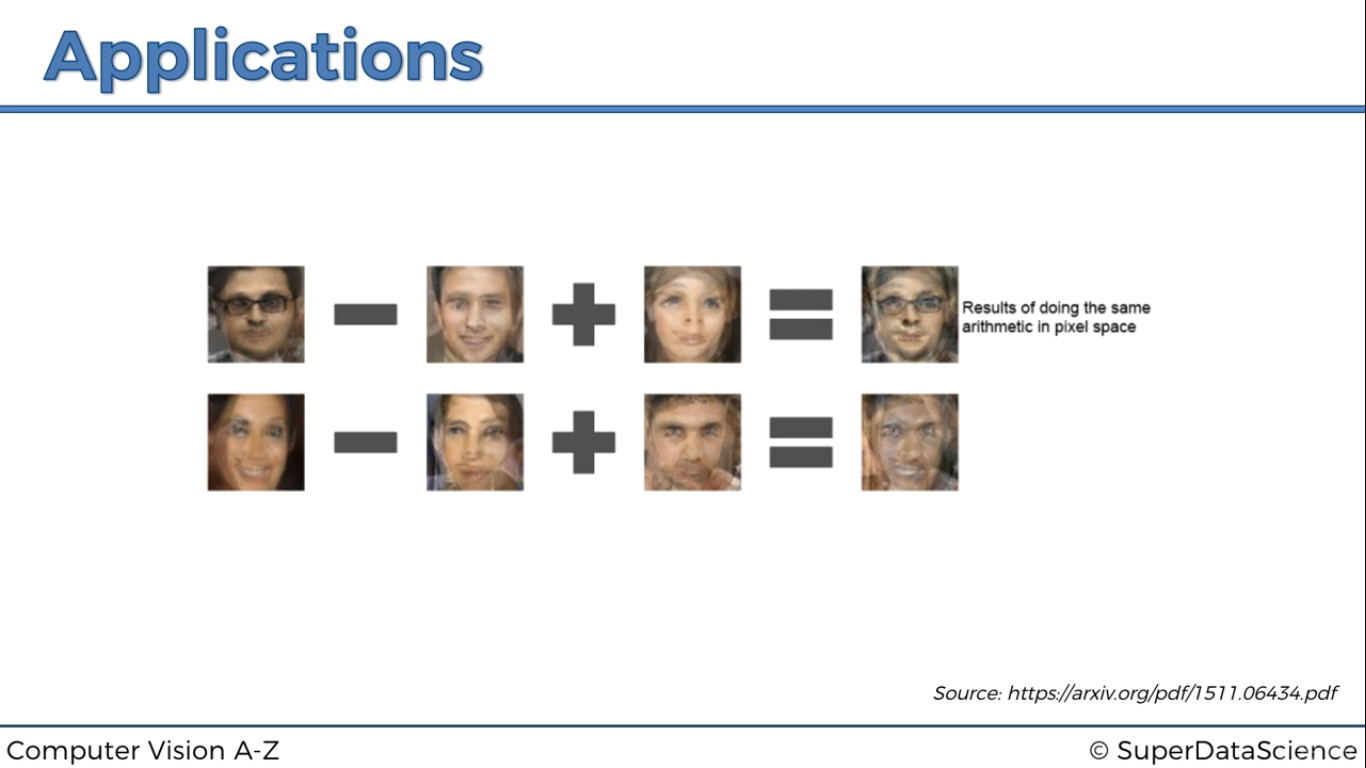 Applications
Results of doing the same
arithmetic in pixel space
Source: https://arxiv.org/pdf/1511.06434.pdf
Computer Vision A-Z
© SuperDataScience